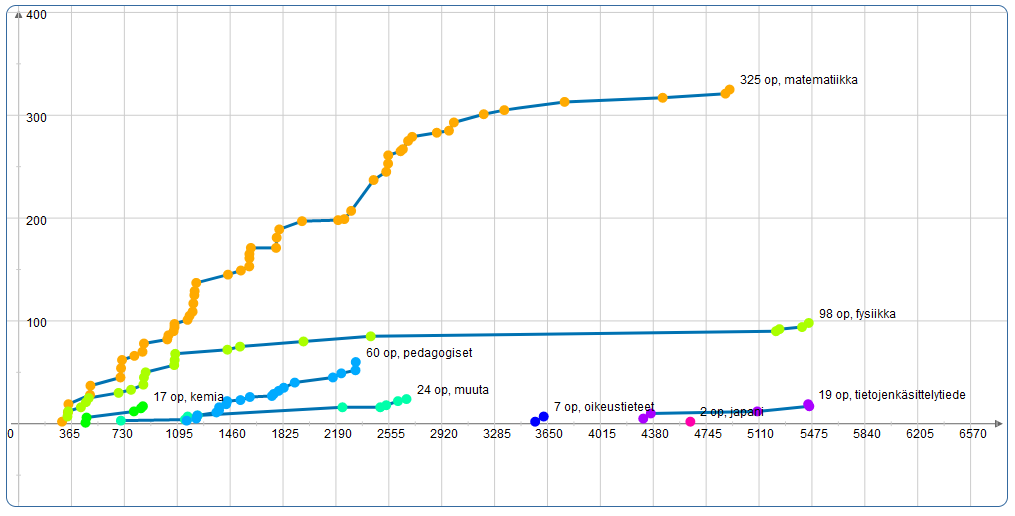 400
325 op, matematiikka
300
200
100
98 op, fysiikka
60 op, pedagogiset
24 op, muuta
17 op, kemia
19 op, tietojenkäsittelytiede
7 op, oikeustieteet
2 op, japani
0 365 730 1095 1460 1825 2190 2555 2920 3285 3650 4015 4380 4745 5110 5475 5840 6205 6570